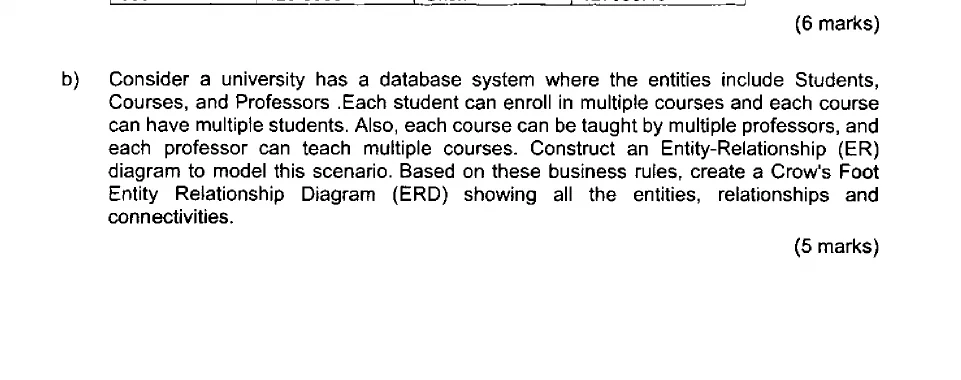 (6 marks)
b) Consider a university has a database system where the entities include Students,
Courses, and Professors .Each student can enroll in multiple courses and each course
can have multiple students. Also, each course can be taught by multiple professors, and
each professor can teach multiple courses. Construct an Entity-Relationship (ER)
diagram to model this scenario. Based on these business rules, create a Crow's Foot
Entity Relationship Diagram (ERD) showing all the entities, relationships and
connectivities.
(5 marks)